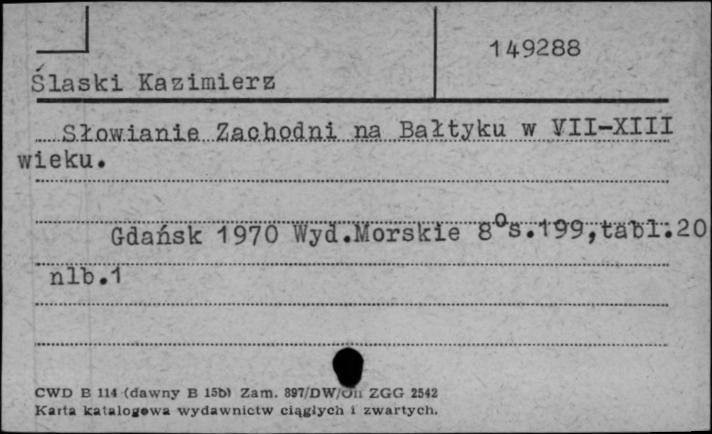 149288
Ślaski Kazimierz
Słowianie Zachodni na Bałtyku w VII-XIII
wieku.
Gdańsk 1970 Wyd.Morskie 8°s.199,tabl.20
nlb.1
CWD B 114 (dawny B 15b) Zam. 897/DW/ ZGG 2542
Karta katalogowa wydawnictw ciągłych i zwartych.